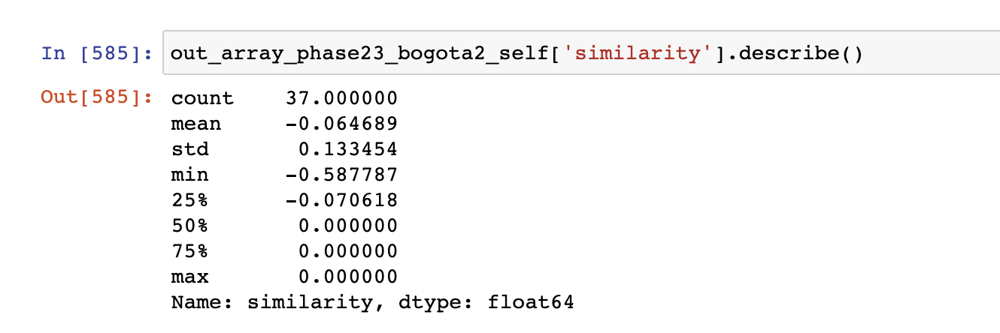 In [585]: out_array_phase23_bogota2_self['similarity'].describe()
Out[585]: count    37.000000
mean     -0.064689
std       0.133454
min      -0.587787
25%      -0.070618
50%       0.000000
75%       0.000000
max       0.000000
Name: similarity, dtype: float64